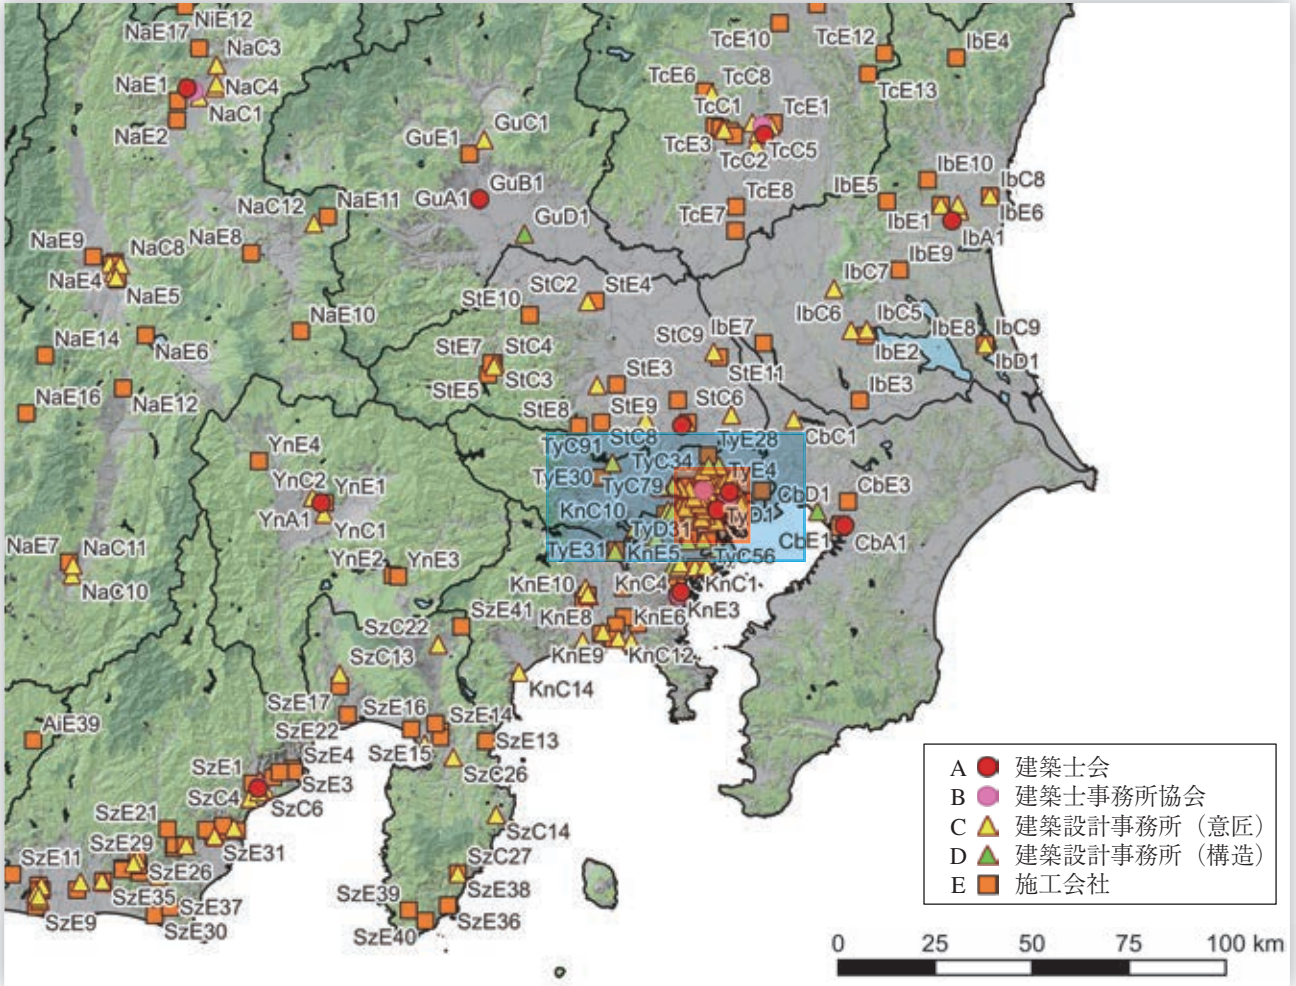 NiE12
NaE17
NaC3
NaE1
NaC4
NaC1
NaE2
TcE10
TcE12
IbE4
TcE6
TcC8
TcE13
TcC1
TcE1
TcE3
TcC5
TcC2
GuE1
GuC1
GuA1
GuB1
GuD1
TcE8
TcE7
IbE5
IbE10
IbC8
IbE1
IbE6
IbA1
IbE9
NaC12
NaE11
NaE9
NaC8
NaE8
NaE4
NaE5
NaE10
NaE14
NaE6
NaE16
NaE12
StC2
StE4
StE10
IbC7
IbC6
IbC5
IbE8
IbC9
IbE2
IbD1
IbE3
StC9
IbE7
StE11
StE7
StC4
StE5
StC3
StE3
StE8
StE9
StC6
StC8
CbC1
TyC91
TyE28
TyC34
TyE4
TyE30
TyC79
KnC10
TyD31
TyD1
CbD1
CbE3
CbE1
CbA1
TyE31
KnE5
TyC56
YnE4
YnC2
YnE1
YnA1
YnC1
YnE2
YnE3
NaE7
NaC11
NaC10
KnE10
KnC4
KnC1
KnE8
KnE6
KnE3
KnE9
KnC12
KnC14
SzE41
SzC22
SzC13
SzE17
SzE16
SzE14
SzE22
SzE15
SzE13
SzE4
SzE1
SzE3
SzC26
SzC4
SzC6
AiE39
SzE21
SzE31
SzC14
SzE29
SzE26
SzE11
SzE35
SzE37
SzE9
SzE30
SzC27
SzE38
SzE39
SzE36
SzE40
A 建築士会
B 建築士事務所協会
C 建築設計事務所（意匠）
D 建築設計事務所（構造）
E 施工会社
0 25 50 75 100 km